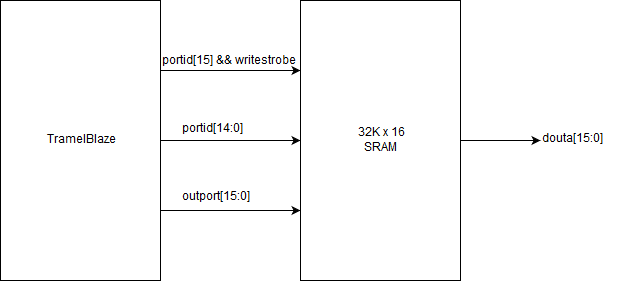 portid[15] && writestrobe
TramelBlaze
portid[14:0]
32K x 16
SRAM
douta[15:0]
outport[15:0]